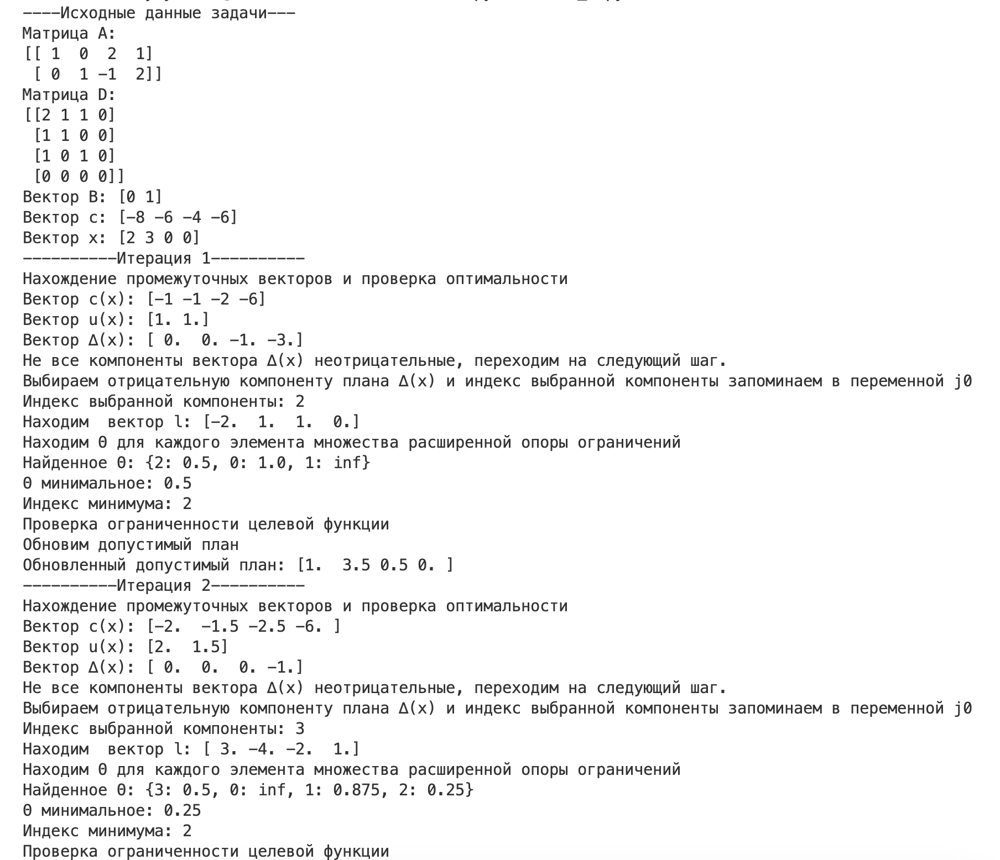 ----Исходные данные задачи---
Матрица A:
[[ 1  0  2  1]
 [ 0  1 -1  2]]
Матрица D:
[[2 1 1 0]
 [1 1 0 0]
 [1 0 1 0]
 [0 0 0 0]]
Вектор B: [0 1]
Вектор c: [-8 -6 -4 -6]
Вектор x: [2 3 0 0]
----------Итерация 1----------
Нахождение промежуточных векторов и проверка оптимальности
Вектор c(x): [-1 -1 -2 -6]
Вектор u(x): [1. 1.]
Вектор Δ(x): [ 0.  0. -1. -3.]
Не все компоненты вектора Δ(x) неотрицательные, переходим на следующий шаг.
Выбираем отрицательную компоненту плана Δ(x) и индекс выбранной компоненты запоминаем в переменной j0
Индекс выбранной компоненты: 2
Находим  вектор l: [-2.  1.  1.  0.]
Находим Θ для каждого элемента множества расширенной опоры ограничений
Найденное Θ: {2: 0.5, 0: 1.0, 1: inf}
Θ минимальное: 0.5
Индекс минимума: 2
Проверка ограниченности целевой функции
Обновим допустимый план
Обновленный допустимый план: [1.  3.5 0.5 0. ]
----------Итерация 2----------
Нахождение промежуточных векторов и проверка оптимальности
Вектор c(x): [-2.  -1.5 -2.5 -6. ]
Вектор u(x): [2.  1.5]
Вектор Δ(x): [ 0.  0.  0. -1.]
Не все компоненты вектора Δ(x) неотрицательные, переходим на следующий шаг.
Выбираем отрицательную компоненту плана Δ(x) и индекс выбранной компоненты запоминаем в переменной j0
Индекс выбранной компоненты: 3
Находим  вектор l: [ 3. -4. -2.  1.]
Находим Θ для каждого элемента множества расширенной опоры ограничений
Найденное Θ: {3: 0.5, 0: inf, 1: 0.875, 2: 0.25}
Θ минимальное: 0.25
Индекс минимума: 2
Проверка ограниченности целевой функции